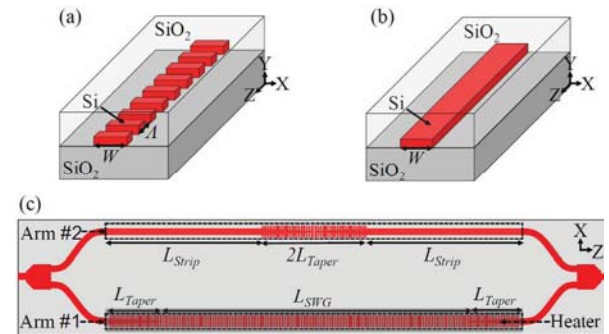 (a)
SiO2
Si
Λ
W
SiO2
Y
X
Z
(b)
SiO2
Si
W
SiO2
Y
X
Z
(c)
Arm #2
LStrip
2LTaper
LStrip
X
Z
LTaper
LSWG
LTaper
Arm #1
Heater